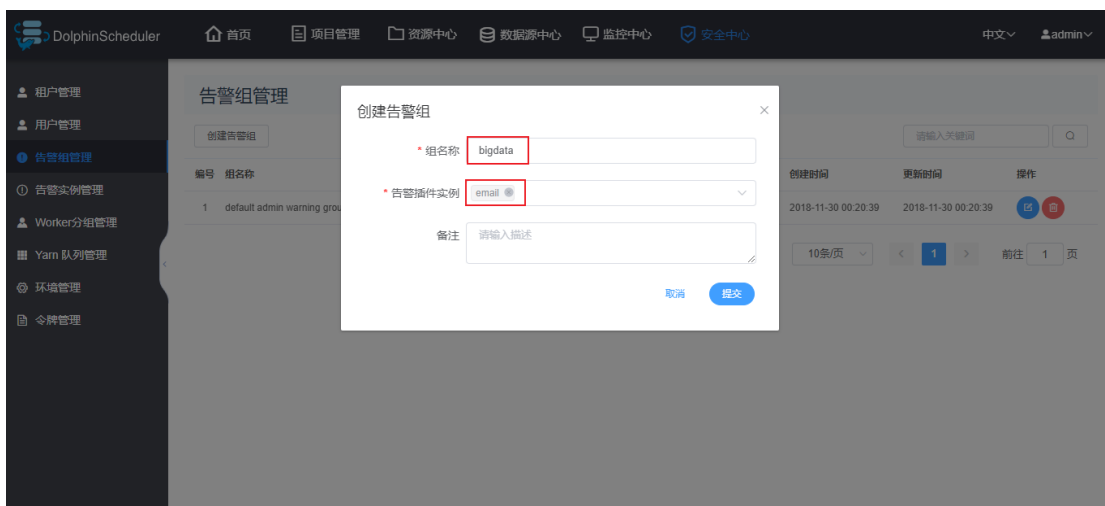 DolphinScheduler 首页 项目管理 资源中心 数据源中心 监控中心 安全中心 中文 admin
租户管理
用户管理
告警组管理
告警实例管理
Worker分组管理
Yarn 队列管理
环境管理
令牌管理
告警组管理
创建告警组
请输入关键词
编号 组名称 创建时间 更新时间 操作
1 default admin warning grou 2018-11-30 00:20:39 2018-11-30 00:20:39
10条/页 1 前往 1 页
创建告警组
* 组名称 bigdata
* 告警插件实例 email
备注 请输入描述
取消 提交